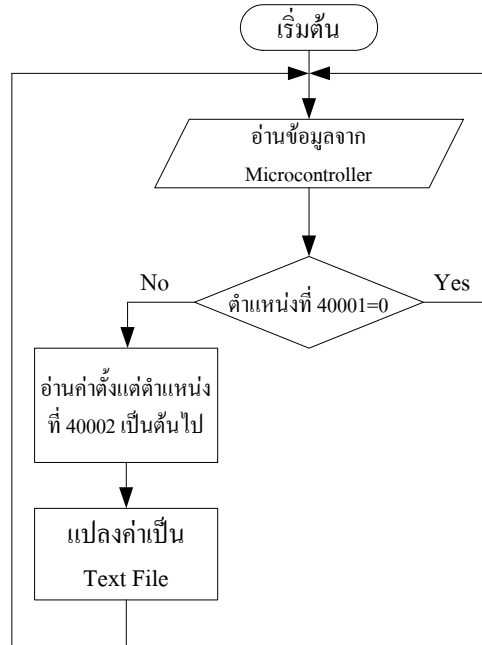 เริ่มต้น
อ่านข้อมูลจาก
Microcontroller
No
Yes
ตำแหน่งที่ 40001=0
อ่านค่าตั้งแต่ตำแหน่ง
ที่ 40002 เป็นต้นไป
แปลงค่าเป็น
Text File